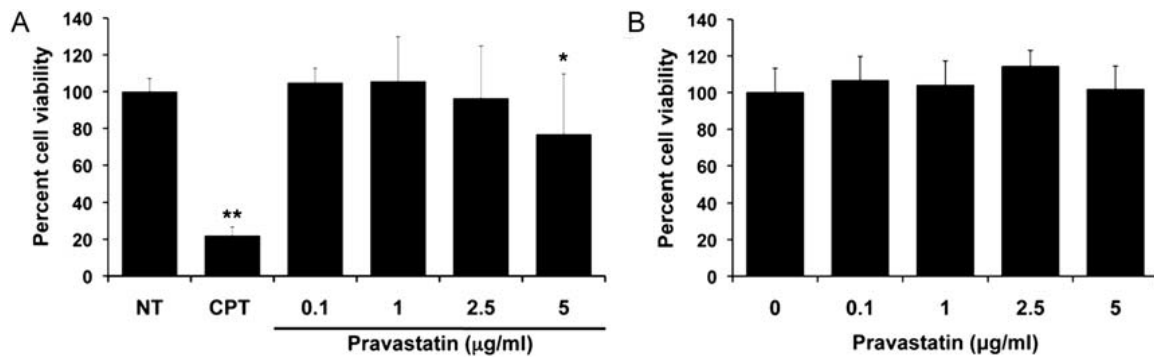 A
Percent cell viability
140
120
100
80
60
40
20
0
**
*
NT CPT 0.1 1 2.5 5
Pravastatin (μg/ml)
B
Percent cell viability
140
120
100
80
60
40
20
0
0 0.1 1 2.5 5
Pravastatin (μg/ml)